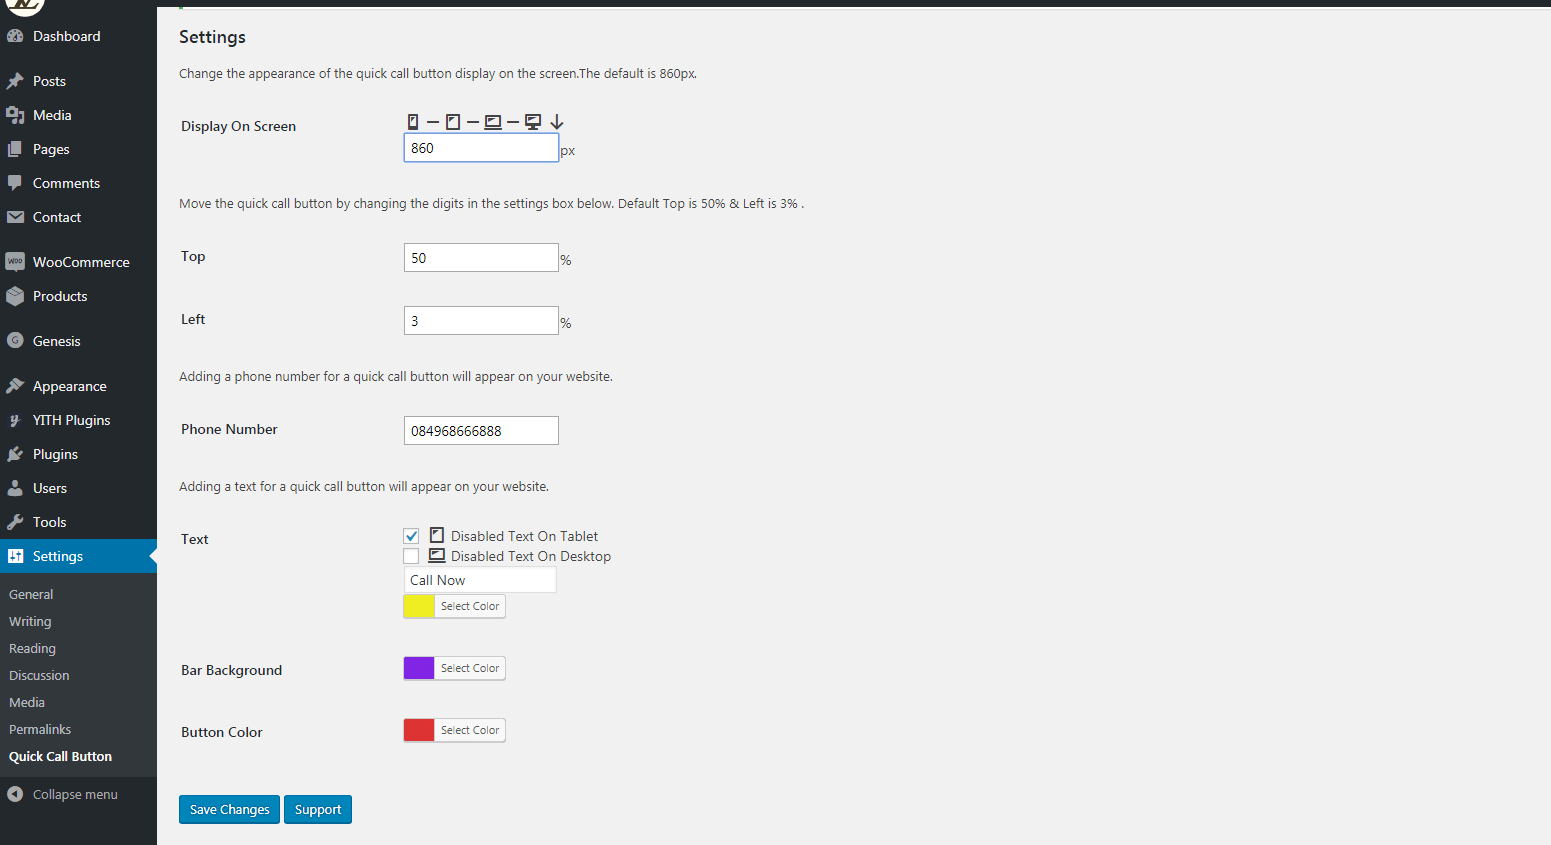 Dashboard
Posts
Media
Pages
Comments
Contact
WooCommerce
Products
Genesis
Appearance
YITH Plugins
Plugins
Users
Tools
Settings
General
Writing
Reading
Discussion
Media
Permalinks
Quick Call Button
Collapse menu
Settings
Change the appearance of the quick call button display on the screen.The default is 860px.
Display On Screen
860 px
Move the quick call button by changing the digits in the settings box below. Default Top is 50% & Left is 3% .
Top 50 %
Left 3 %
Adding a phone number for a quick call button will appear on your website.
Phone Number 084968666888
Adding a text for a quick call button will appear on your website.
Text Disabled Text On Tablet
Disabled Text On Desktop
Call Now
Select Color
Bar Background Select Color
Button Color Select Color
Save Changes Support